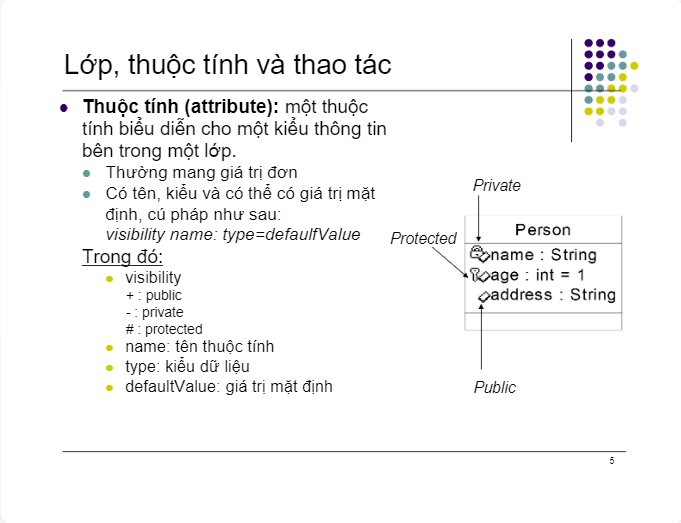 Lớp, thuộc tính và thao tác
Thuộc tính (attribute): một thuộc
tính biểu diễn cho một kiểu thông tin
bên trong một lớp.
Thường mang giá trị đơn
Có tên, kiểu và có thể có giá trị mặt
định, cú pháp như sau:
visibility name: type=defaulfValue
Trong đó:
visibility
+ : public
- : private
# : protected
name: tên thuộc tính
type: kiểu dữ liệu
defaultValue: giá trị mặt định
Private
Protected
Person
name : String
age : int = 1
address : String
Public
5